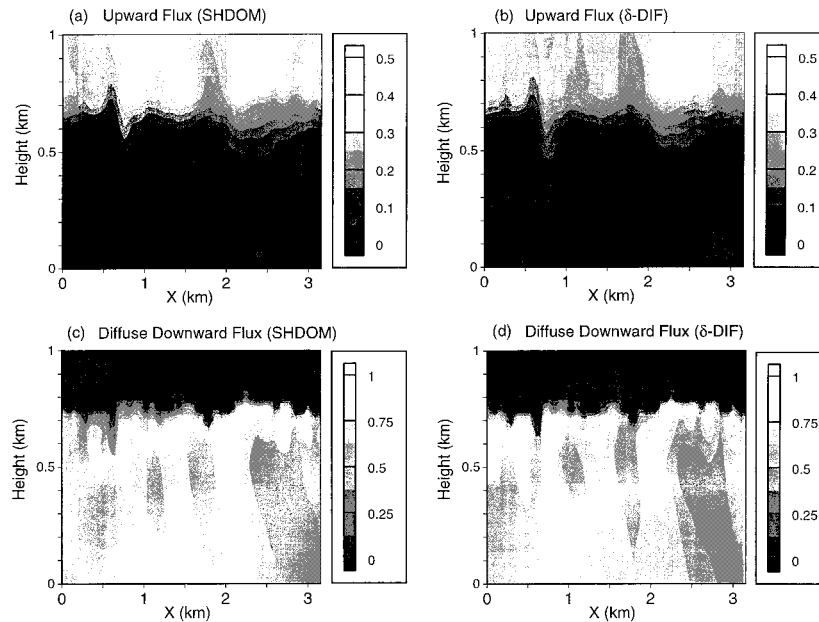 (a) Upward Flux (SHDOM)
1
0.5
0
Height (km)
0 1 2 3
X (km)
0.5
0.4
0.3
0.2
0.1
0
(b) Upward Flux (δ-DIF)
1
0.5
0
Height (km)
0 1 2 3
X (km)
0.5
0.4
0.3
0.2
0.1
0
(c) Diffuse Downward Flux (SHDOM)
1
0.5
0
Height (km)
0 1 2 3
X (km)
1
0.75
0.5
0.25
0
(d) Diffuse Downward Flux (δ-DIF)
1
0.5
0
Height (km)
0 1 2 3
X (km)
1
0.75
0.5
0.25
0